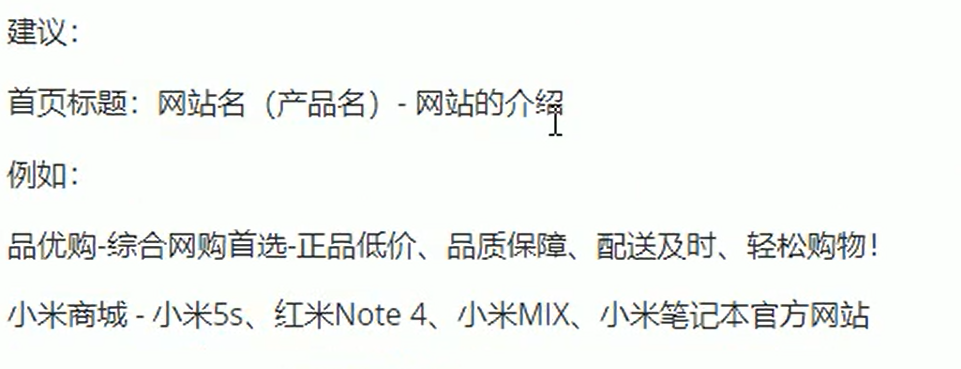 建议：
首页标题：网站名（产品名）- 网站的介绍
例如：
品优购-综合网购首选-正品低价、品质保障、配送及时、轻松购物！
小米商城 - 小米5s、红米Note 4、小米MIX、小米笔记本官方网站